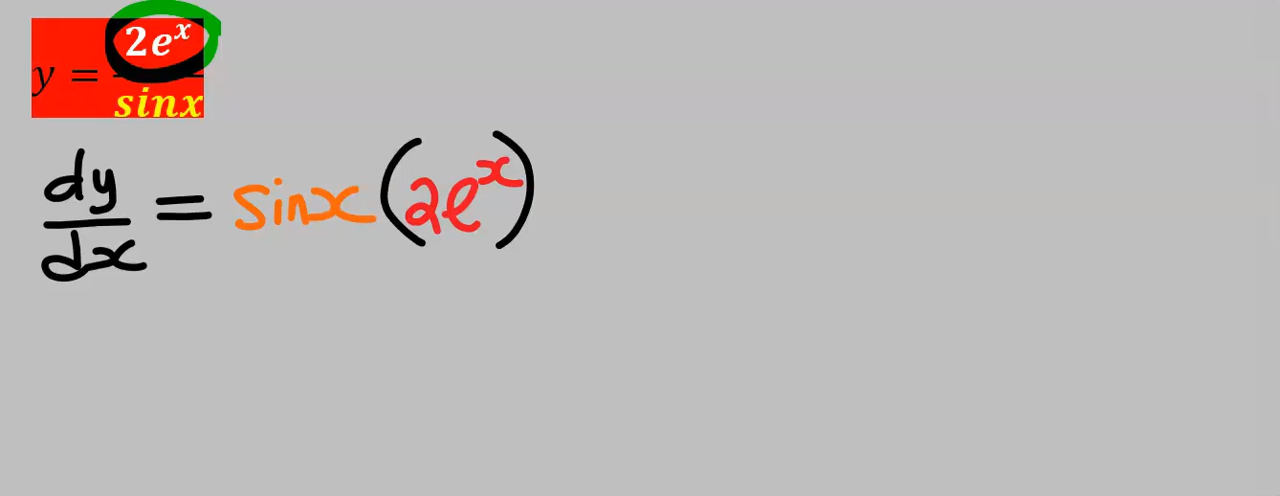 y = 2e^x / sinx
dy/dx = sinx(2e^x)